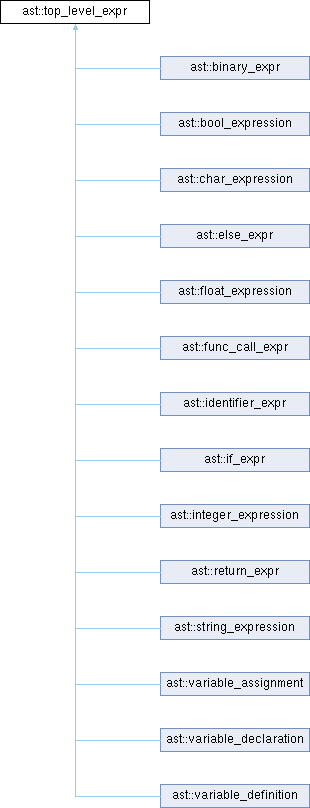 ast::top_level_expr
ast::binary_expr
ast::bool_expression
ast::char_expression
ast::else_expr
ast::float_expression
ast::func_call_expr
ast::identifier_expr
ast::if_expr
ast::integer_expression
ast::return_expr
ast::string_expression
ast::variable_assignment
ast::variable_declaration
ast::variable_definition